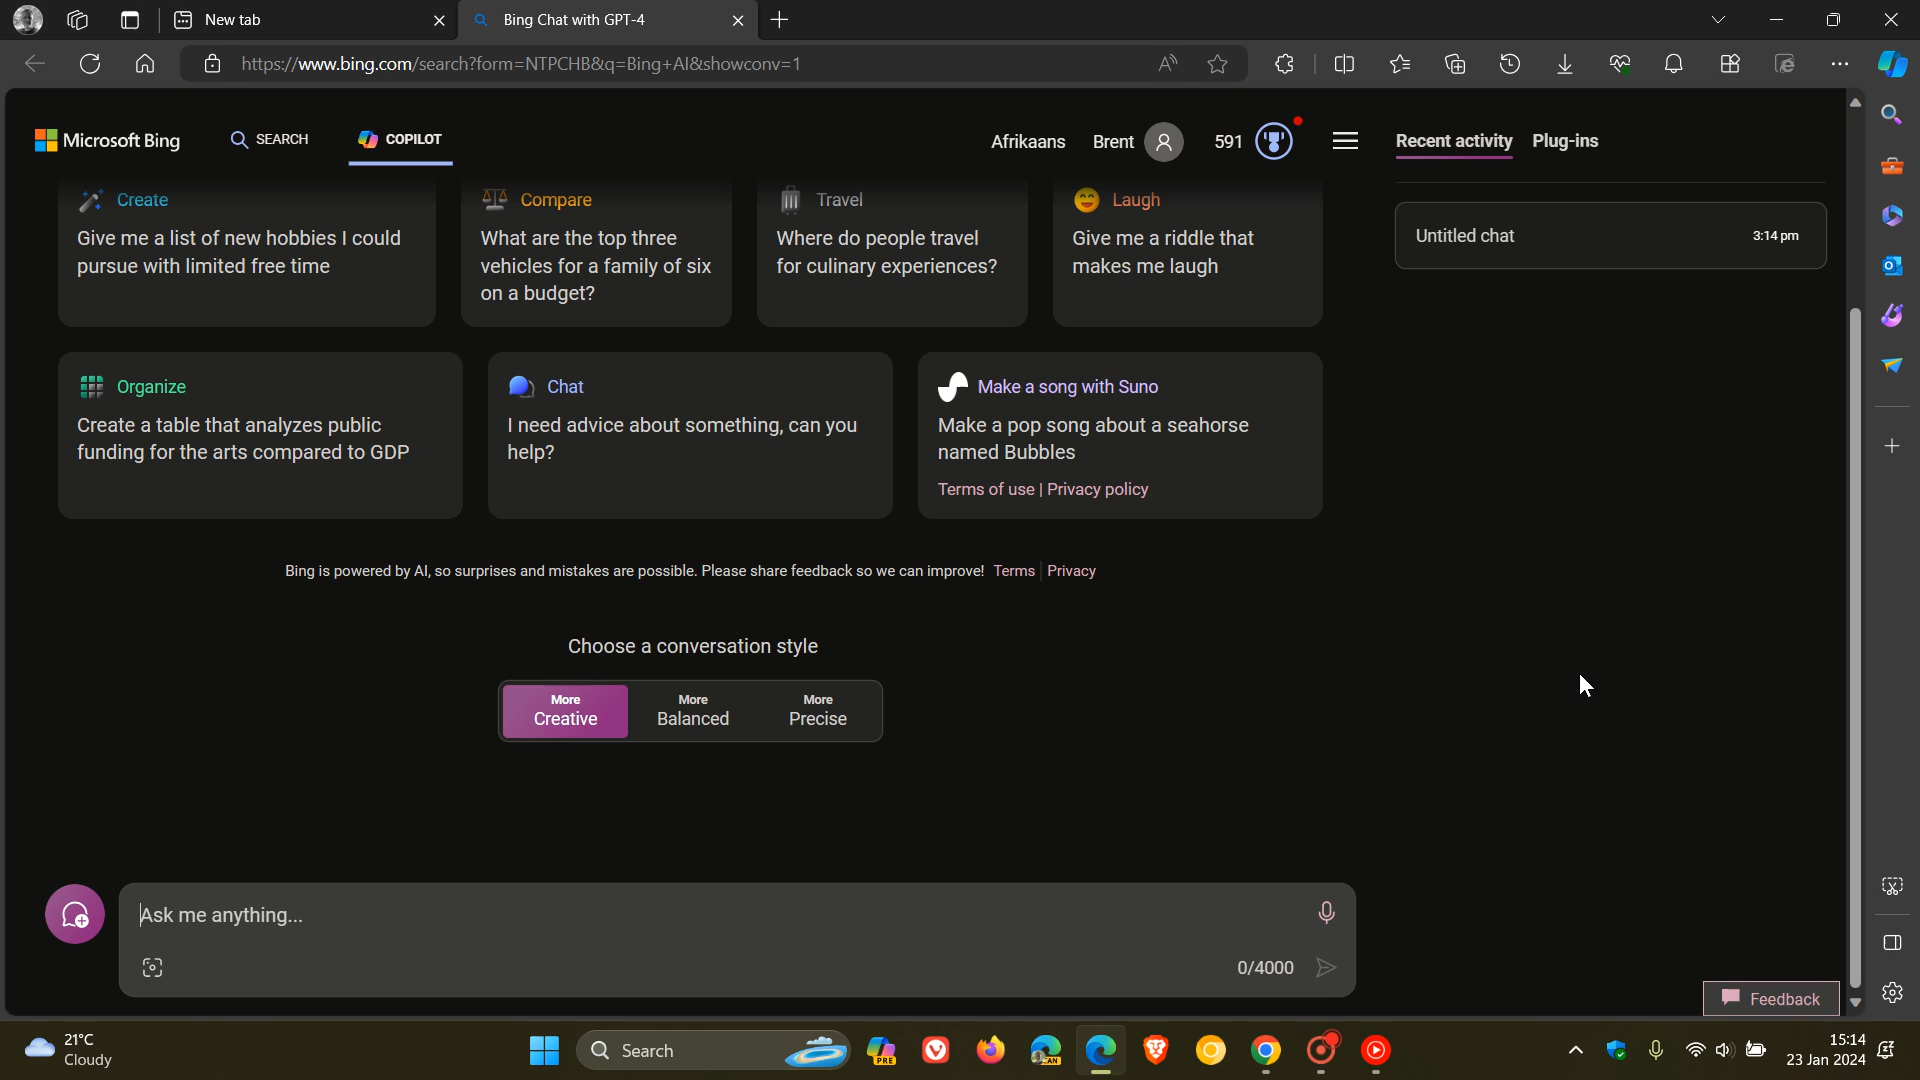 New tab
Bing Chat with GPT-4
https://www.bing.com/search?form=NTPCHB&q=Bing+AI&showconv=1
Microsoft Bing
SEARCH
COPILOT
Afrikaans
Brent
591
Recent activity
Plug-ins
Create
Give me a list of new hobbies I could
pursue with limited free time
Compare
What are the top three
vehicles for a family of six
on a budget?
Travel
Where do people travel
for culinary experiences?
Laugh
Give me a riddle that
makes me laugh
Untitled chat
3:14 pm
Organize
Create a table that analyzes public
funding for the arts compared to GDP
Chat
I need advice about something, can you
help?
Make a song with Suno
Make a pop song about a seahorse
named Bubbles
Terms of use | Privacy policy
Bing is powered by AI, so surprises and mistakes are possible. Please share feedback so we can improve! Terms | Privacy
Choose a conversation style
More
Creative
More
Balanced
More
Precise
Ask me anything...
0/4000
Feedback
21°C
Cloudy
Search
PRE
CAN
15:14
23 Jan 2024